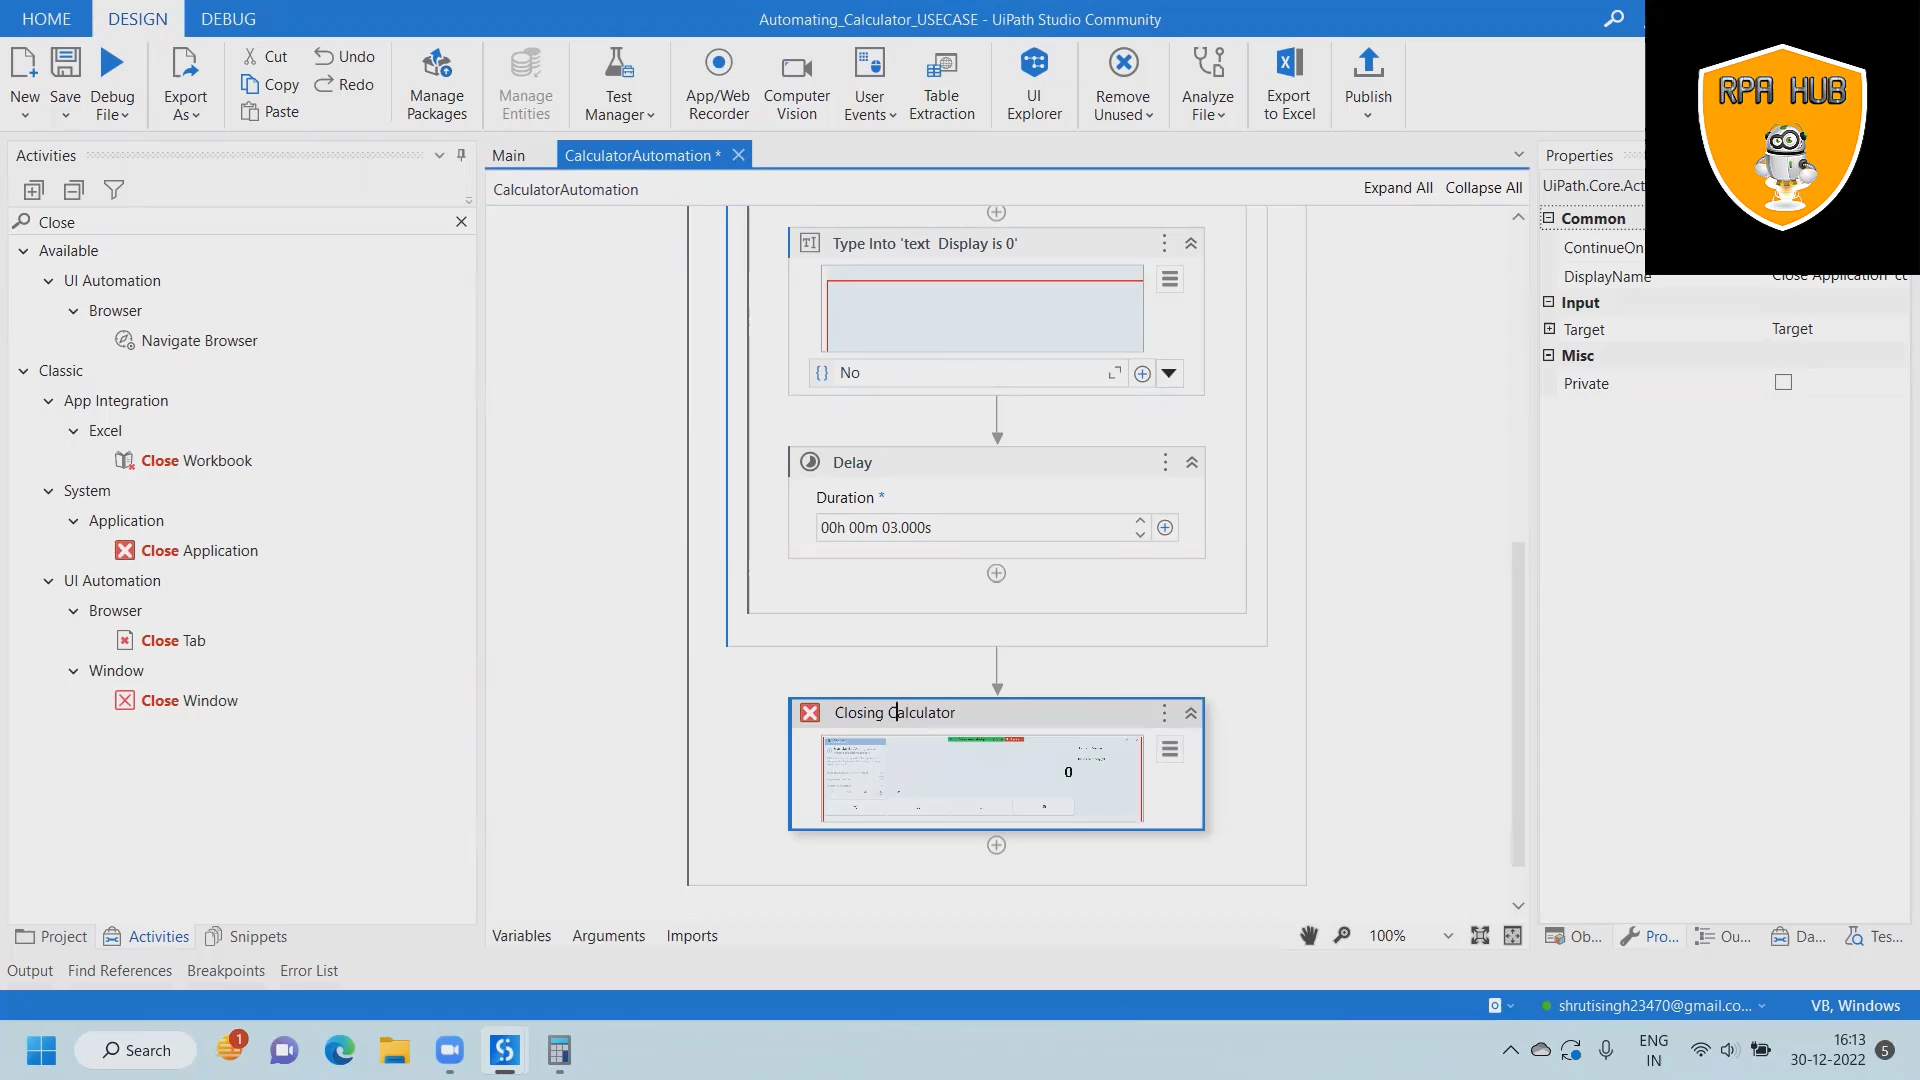 HOME DESIGN DEBUG
Automating_Calculator_USECASE - UiPath Studio Community
New Save Debug File Export As
Cut Undo
Copy Redo
Paste
Manage Packages
Manage Entities
Test Manager
App/Web Recorder
Computer Vision
User Events
Table Extraction
UI Explorer
Remove Unused
Analyze File
Export to Excel
Publish
RPA HUB
Activities
Close
Available
UI Automation
Browser
Navigate Browser
Classic
App Integration
Excel
Close Workbook
System
Application
Close Application
UI Automation
Browser
Close Tab
Window
Close Window
Project Activities Snippets
Main CalculatorAutomation *
CalculatorAutomation Expand All Collapse All
Type Into 'text Display is 0'
{} No
Delay
Duration *
00h 00m 03.000s
Closing Calculator
0
Variables Arguments Imports 100%
Properties
UiPath.Core.Act
Common
ContinueOn
DisplayName Close Application 'ct
Input
Target Target
Misc
Private
Ob... Pro... Ou... Da... Tes...
Output Find References Breakpoints Error List
shrutisingh23470@gmail.co... VB, Windows
1
Search
ENG
IN
16:13
30-12-2022
5